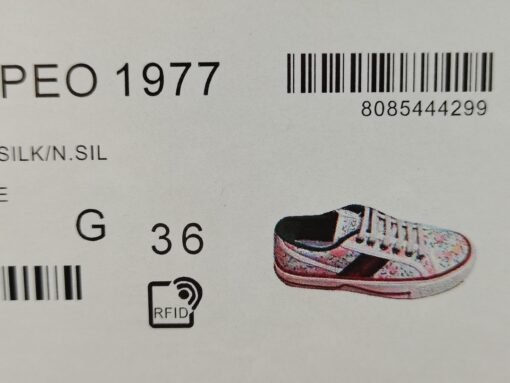 PEO 1977
8085444299
SILK/N.SIL
E
G 36
RFID